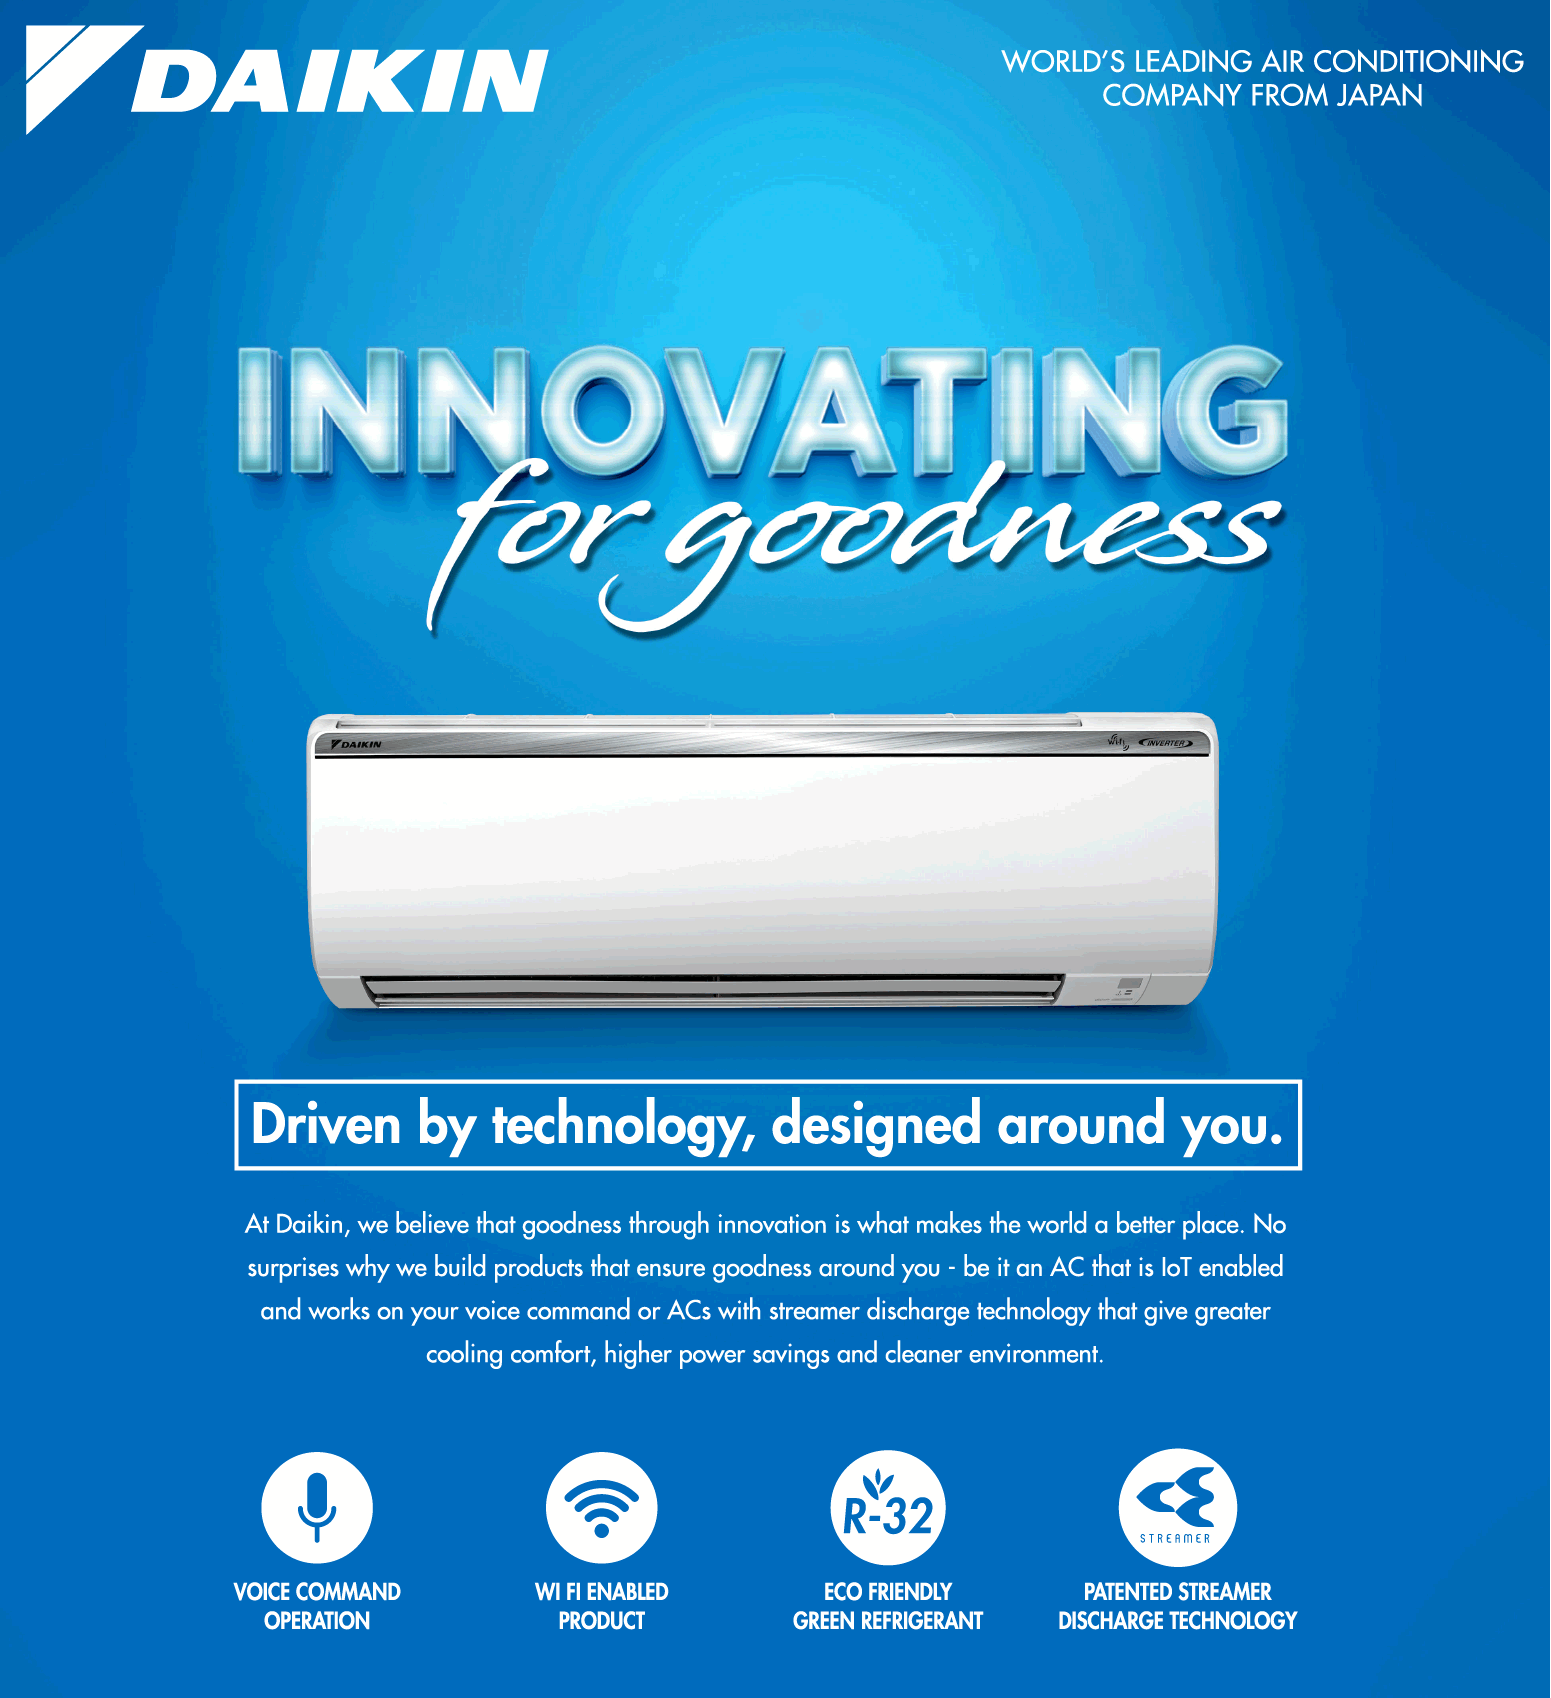 DAIKIN
WORLD'S LEADING AIR CONDITIONING
COMPANY FROM JAPAN
INNOVATING
for goodness
DAIKIN
Wi-Fi
INVERTER
Driven by technology, designed around you.
At Daikin, we believe that goodness through innovation is what makes the world a better place. No
surprises why we build products that ensure goodness around you - be it an AC that is IoT enabled
and works on your voice command or ACs with streamer discharge technology that give greater
cooling comfort, higher power savings and cleaner environment.
R-32
STREAMER
VOICE COMMAND
OPERATION
WI FI ENABLED
PRODUCT
ECO FRIENDLY
GREEN REFRIGERANT
PATENTED STREAMER
DISCHARGE TECHNOLOGY